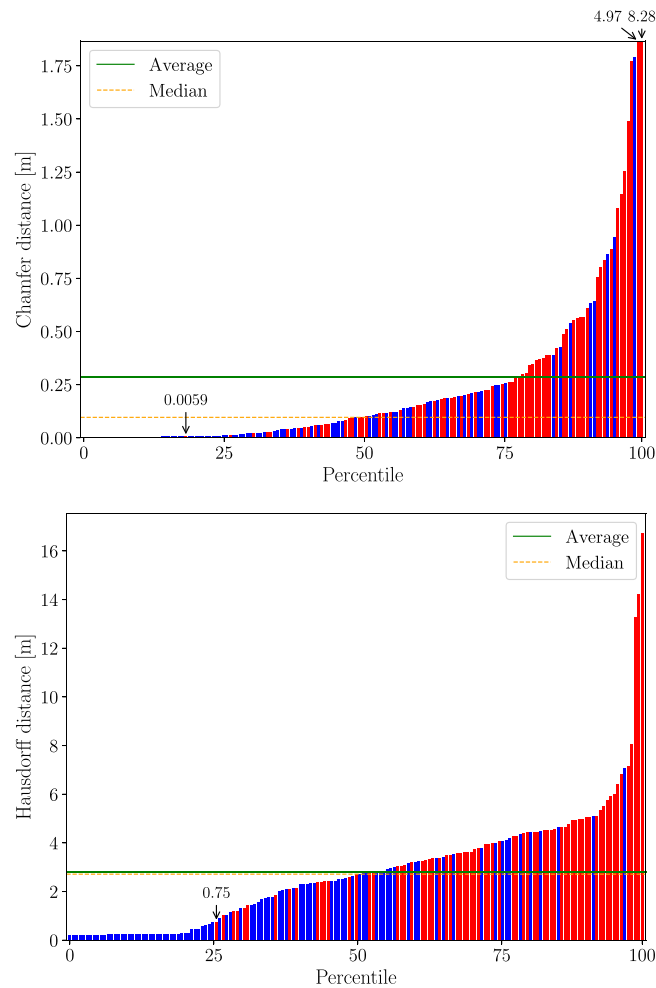 4.97 8.28
Average
Median
1.75
1.50
1.25
1.00
0.75
0.50
0.25
0.00
Chamfer distance [m]
0.0059
0 25 50 75 100
Percentile
Average
Median
16
14
12
10
8
6
4
2
0
Hausdorff distance [m]
0.75
0 25 50 75 100
Percentile